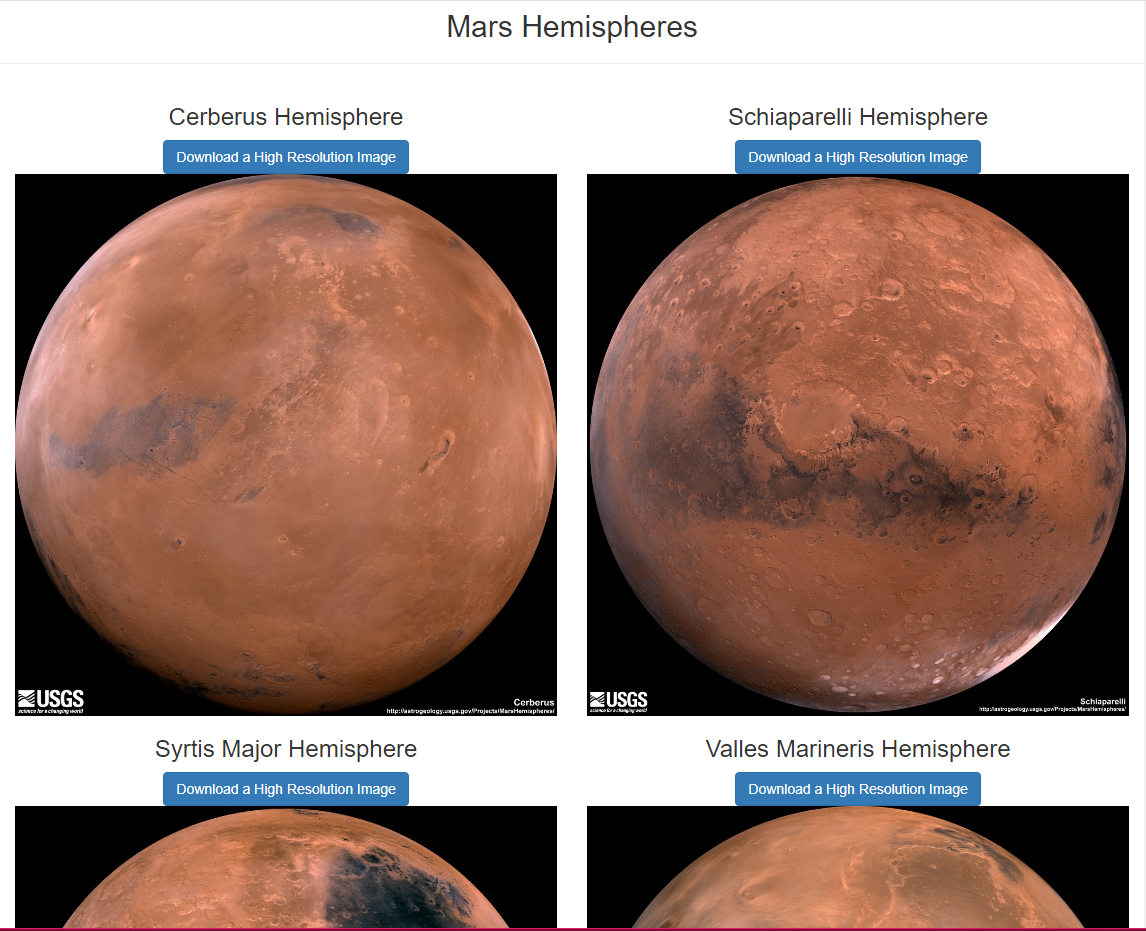 Mars Hemispheres
Cerberus Hemisphere
Download a High Resolution Image
Schiaparelli Hemisphere
Download a High Resolution Image
USGS
science for a changing world
Cerberus
http://astrogeology.usgs.gov/Projects/MarsHemispheres/
USGS
science for a changing world
Schiaparelli
http://astrogeology.usgs.gov/Projects/MarsHemispheres/
Syrtis Major Hemisphere
Download a High Resolution Image
Valles Marineris Hemisphere
Download a High Resolution Image